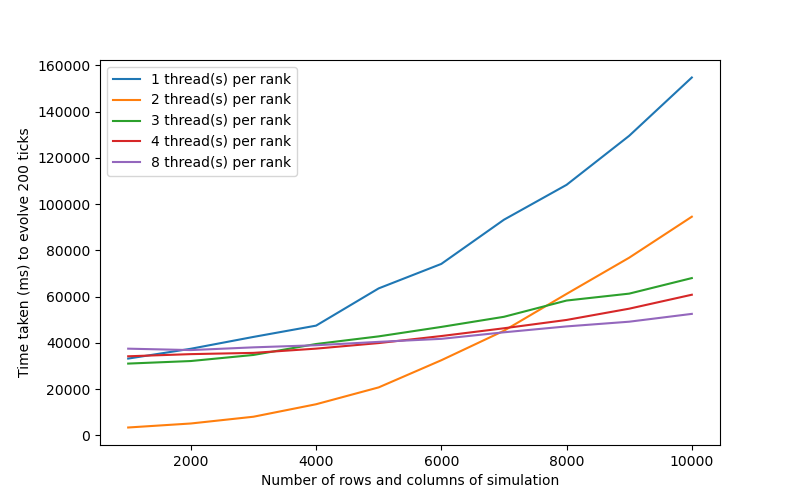 160000
140000
120000
100000
80000
60000
40000
20000
0
Time taken (ms) to evolve 200 ticks
1 thread(s) per rank
2 thread(s) per rank
3 thread(s) per rank
4 thread(s) per rank
8 thread(s) per rank
2000 4000 6000 8000 10000
Number of rows and columns of simulation